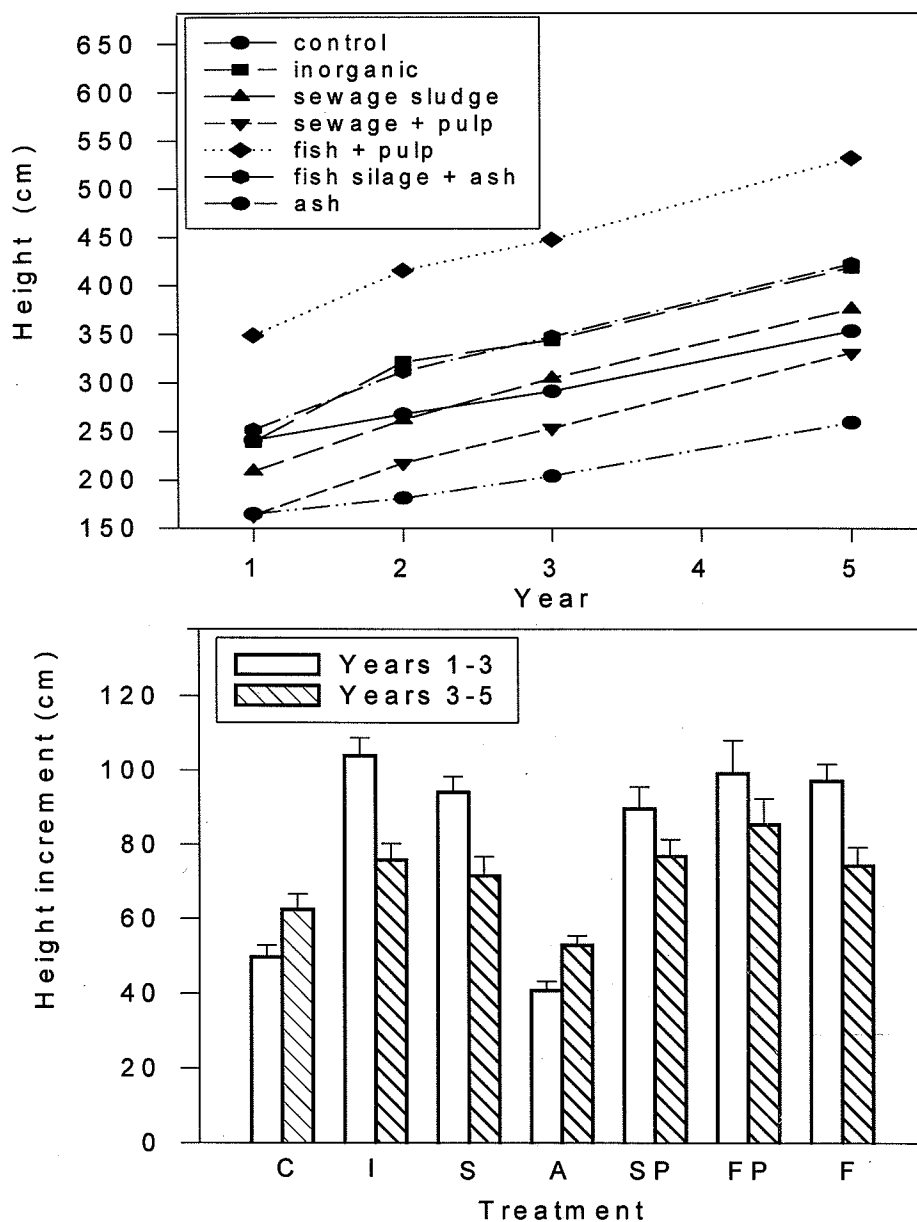 650
600
550
500
450
400
350
300
250
200
150
Height (cm)
control
inorganic
sewage sludge
sewage + pulp
fish + pulp
fish silage + ash
ash
1 2 3 4 5
Year
120
100
80
60
40
20
0
Height increment (cm)
Years 1-3
Years 3-5
C I S A SP FP F
Treatment